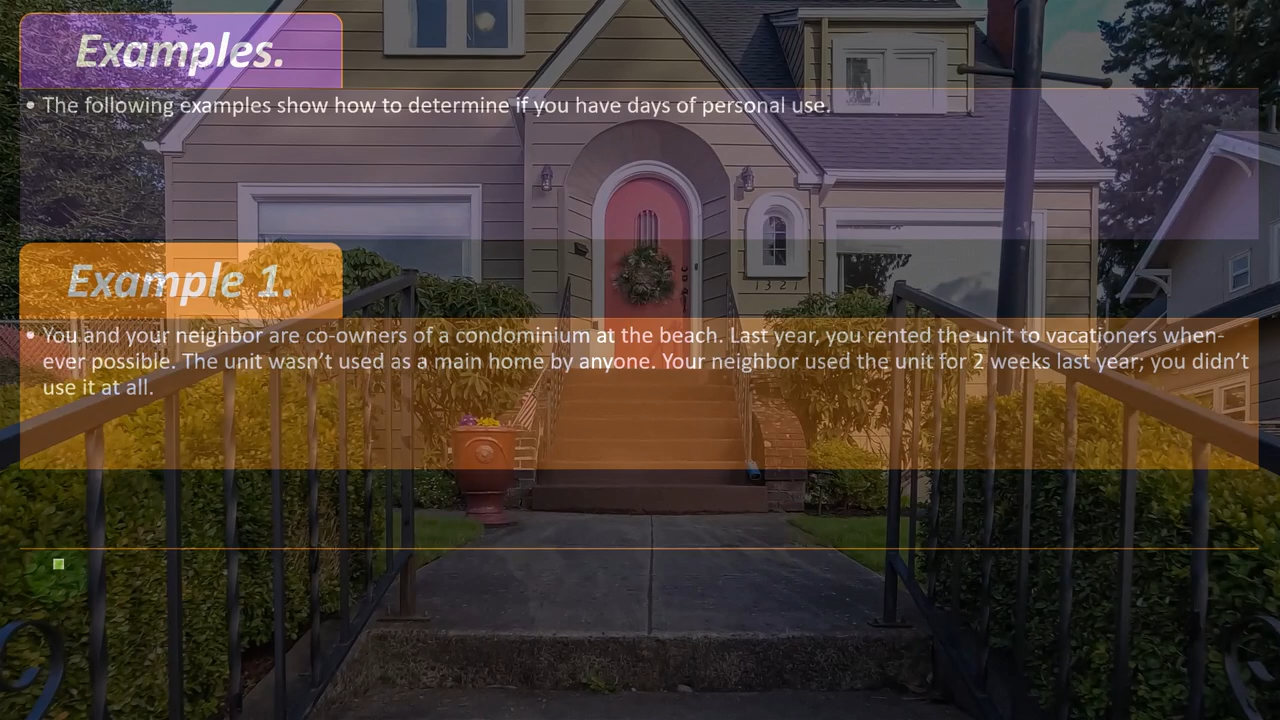 Examples.
• The following examples show how to determine if you have days of personal use.
1321
Example 1.
• You and your neighbor are co-owners of a condominium at the beach. Last year, you rented the unit to vacationers when-
ever possible. The unit wasn’t used as a main home by anyone. Your neighbor used the unit for 2 weeks last year; you didn’t
use it at all.